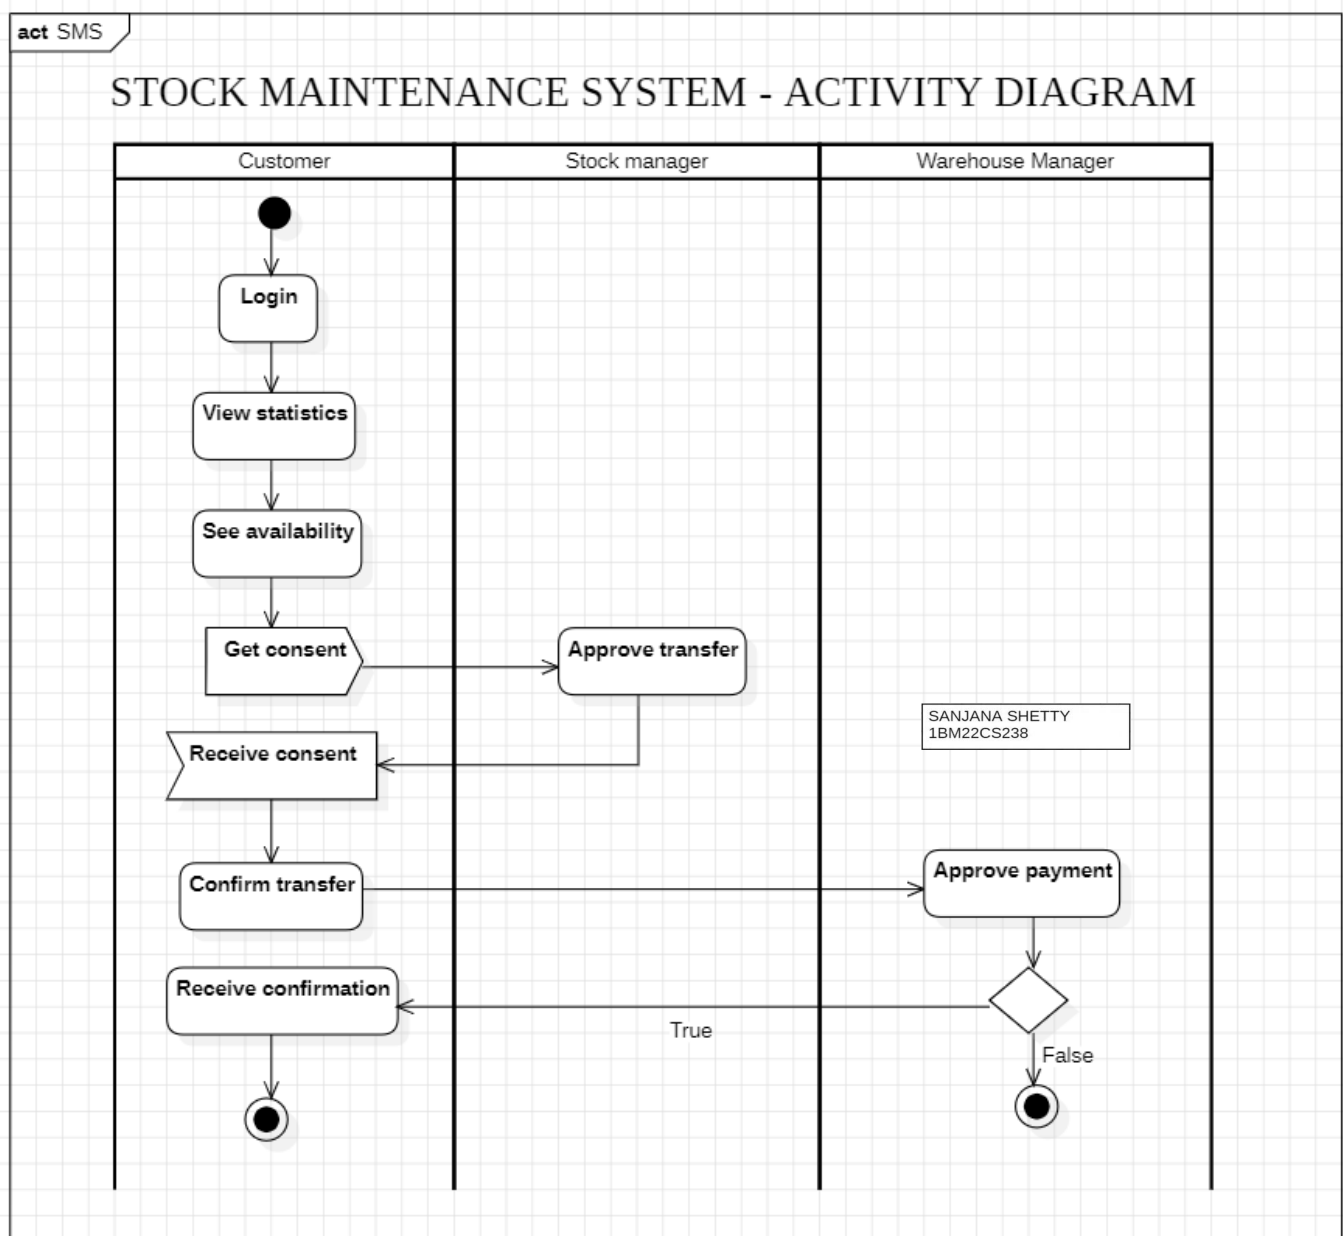 act SMS
STOCK MAINTENANCE SYSTEM - ACTIVITY DIAGRAM
Customer
Stock manager
Warehouse Manager
Login
View statistics
See availability
Get consent
Approve transfer
SANJANA SHETTY
1BM22CS238
Receive consent
Confirm transfer
Approve payment
Receive confirmation
True
False